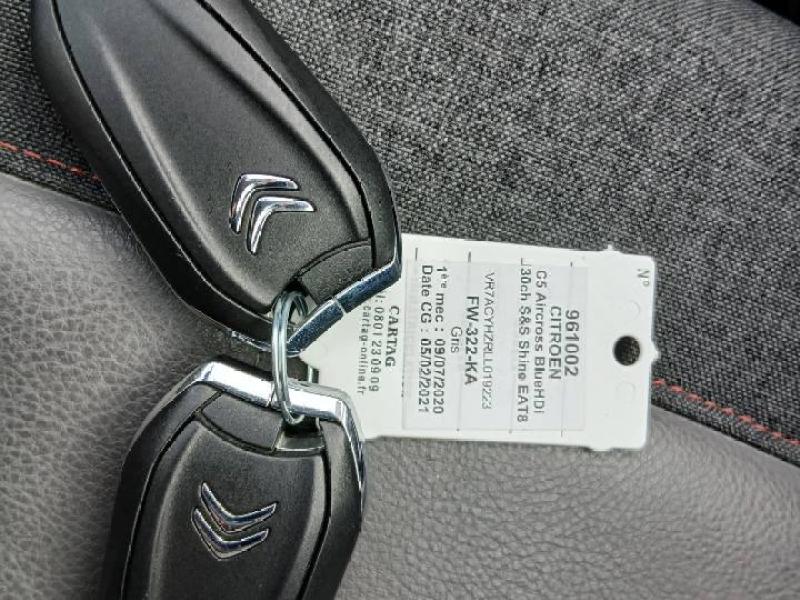 N°
961002
CITROEN
C5 Aircross BlueHDi
130ch S&S Shine EAT8
VR7ACYHZRLL019223
FW-322-KA
Gris
1ère mec : 09/07/2020
Date CG : 05/02/2021
CARTAG
: 0801 23 09 09
cartag-online.fr